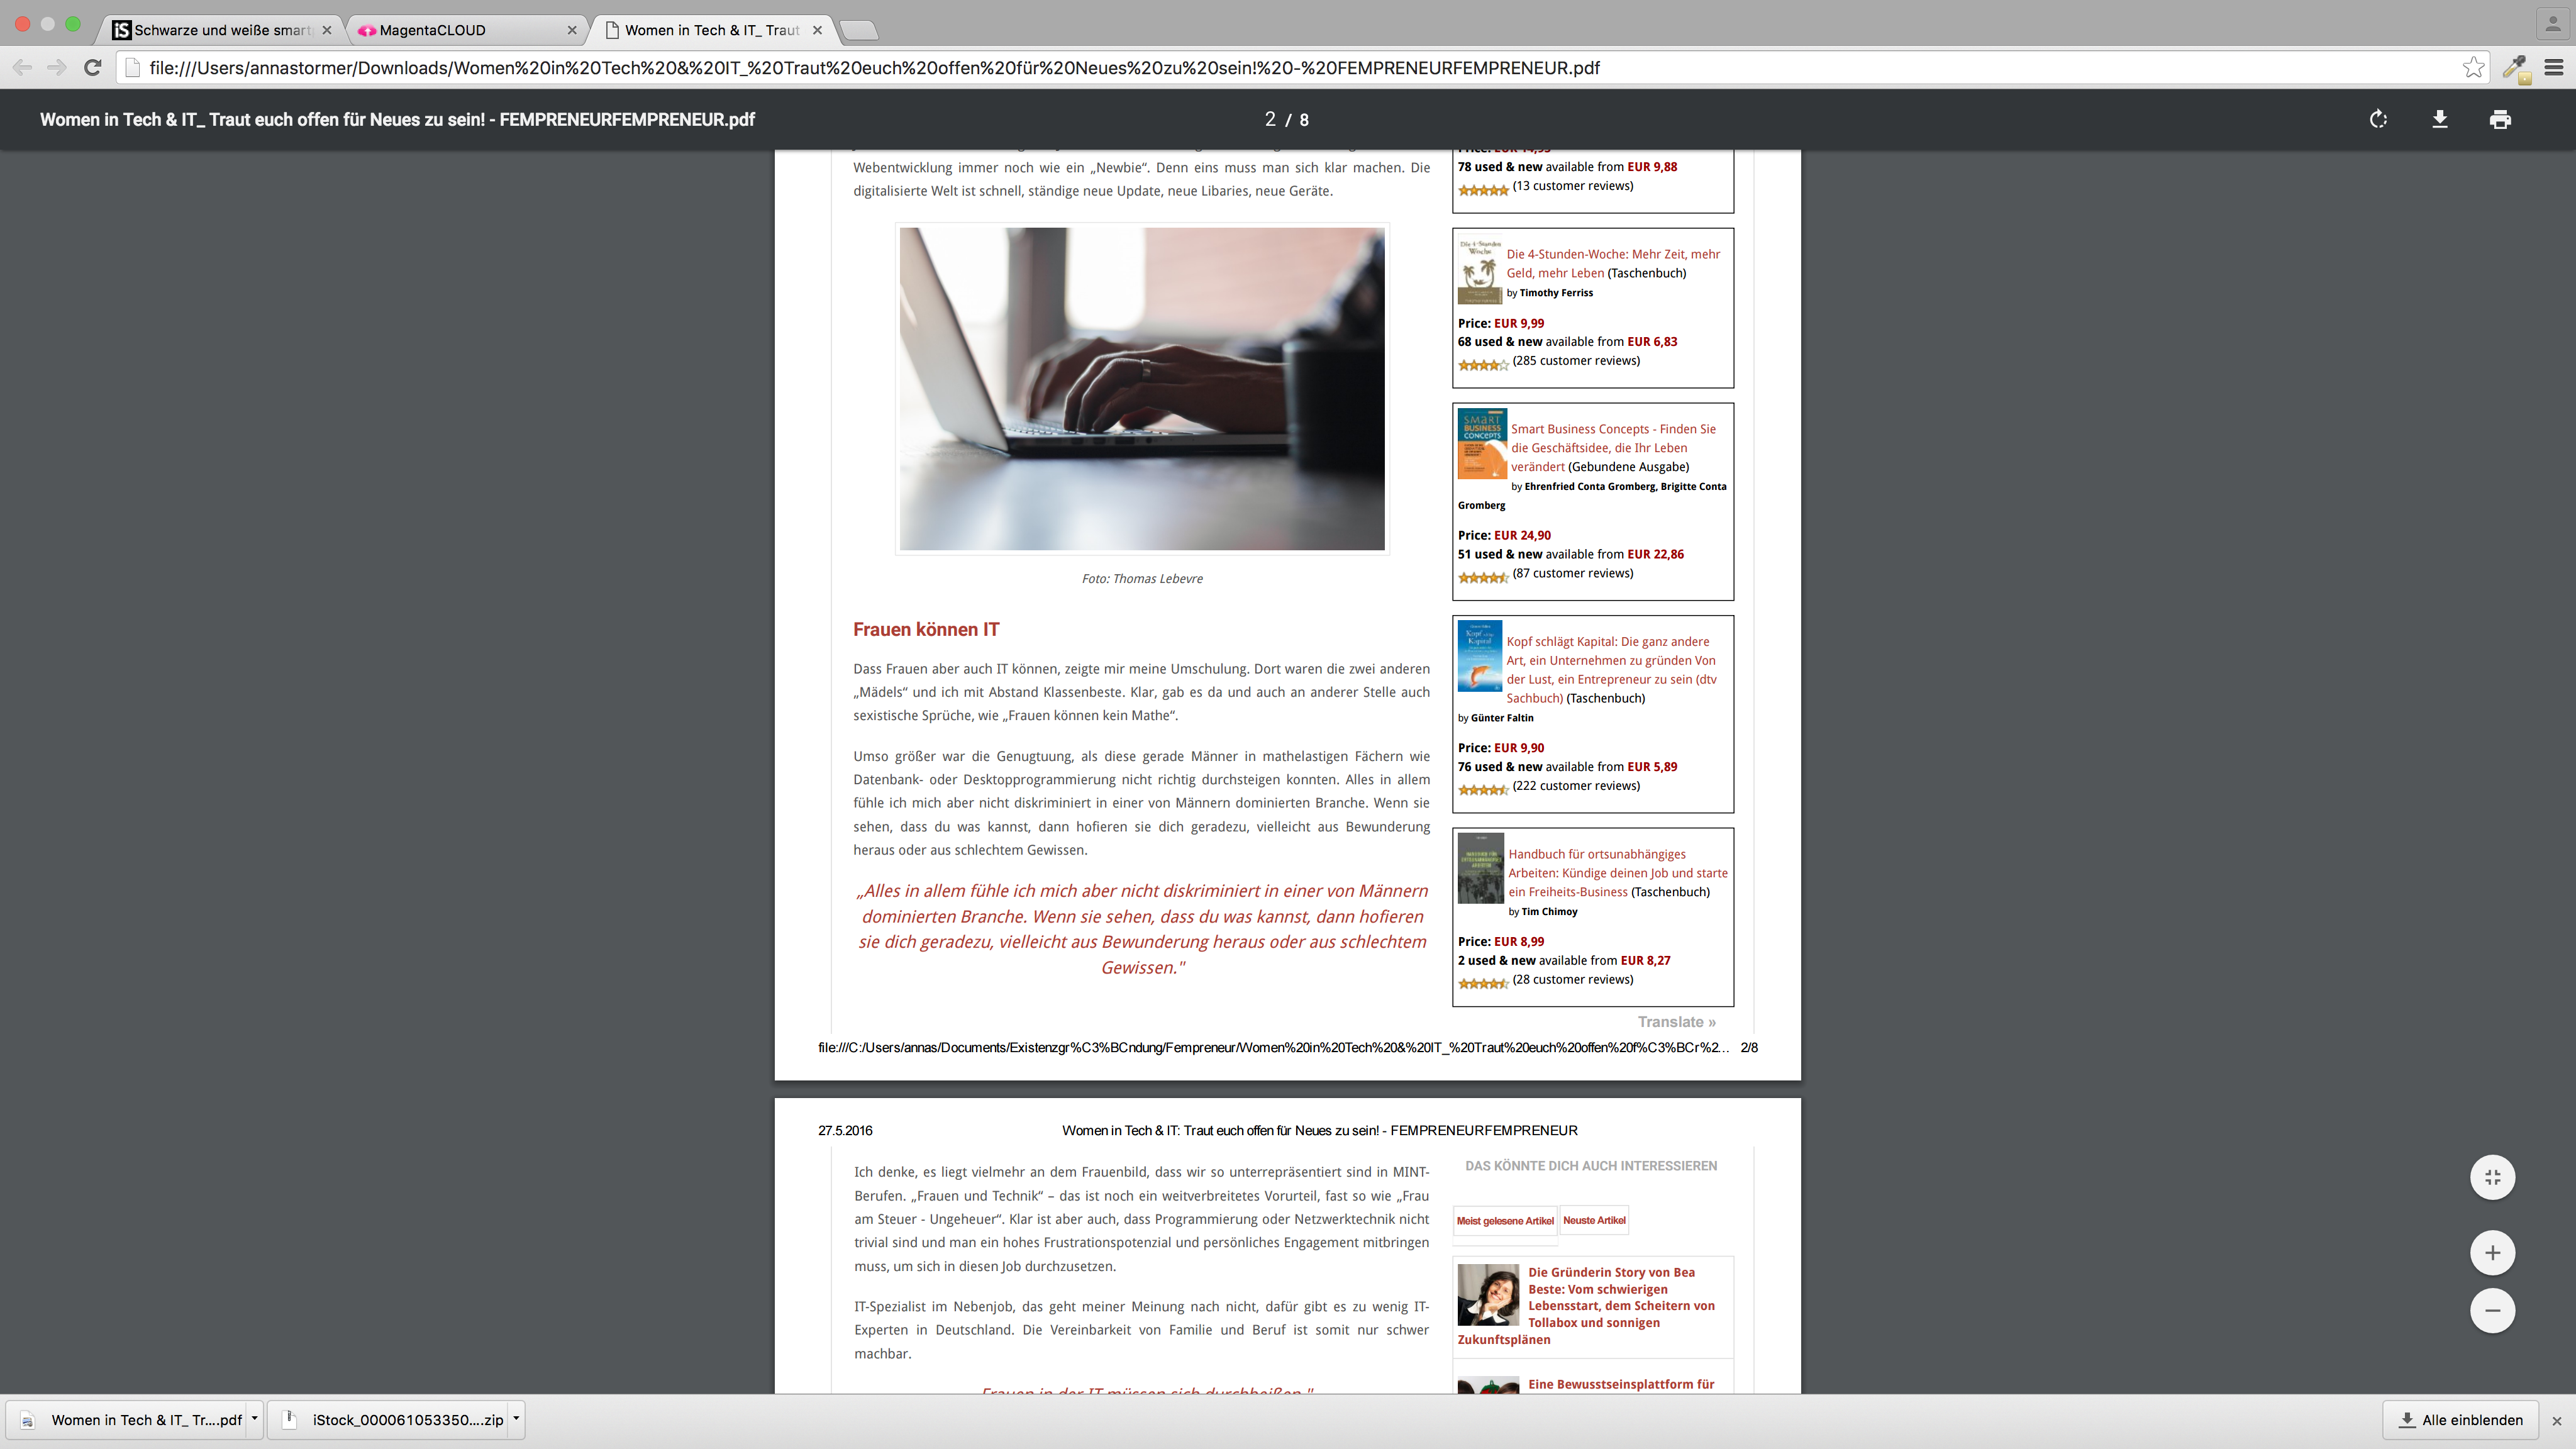 Schwarze und weiße smart
MagentaCLOUD
Women in Tech & IT_ Traut
file:///Users/annastormer/Downloads/Women%20in%20Tech%20&%20IT_%20Traut%20euch%20offen%20für%20Neues%20zu%20sein!%20-%20FEMPRENEURFEMPRENEUR.pdf
Women in Tech & IT_ Traut euch offen für Neues zu sein! - FEMPRENEURFEMPRENEUR.pdf
2 / 8
Webentwicklung immer noch wie ein „Newbie“. Denn eins muss man sich klar machen. Die
digitalisierte Welt ist schnell, ständige neue Update, neue Libaries, neue Geräte.
Foto: Thomas Lebevre
Frauen können IT
Dass Frauen aber auch IT können, zeigte mir meine Umschulung. Dort waren die zwei anderen
„Mädels“ und ich mit Abstand Klassenbeste. Klar, gab es da und auch an anderer Stelle auch
sexistische Sprüche, wie „Frauen können kein Mathe“.
Umso größer war die Genugtuung, als diese gerade Männer in mathelastigen Fächern wie
Datenbank- oder Desktopprogrammierung nicht richtig durchsteigen konnten. Alles in allem
fühle ich mich aber nicht diskriminiert in einer von Männern dominierten Branche. Wenn sie
sehen, dass du was kannst, dann hofieren sie dich geradezu, vielleicht aus Bewunderung
heraus oder aus schlechtem Gewissen.
„Alles in allem fühle ich mich aber nicht diskriminiert in einer von Männern
dominierten Branche. Wenn sie sehen, dass du was kannst, dann hofieren
sie dich geradezu, vielleicht aus Bewunderung heraus oder aus schlechtem
Gewissen."
Price: EUR 14,95
78 used & new available from EUR 9,88
(13 customer reviews)
Die 4-Stunden-Woche: Mehr Zeit, mehr
Geld, mehr Leben (Taschenbuch)
by Timothy Ferriss
Price: EUR 9,99
68 used & new available from EUR 6,83
(285 customer reviews)
SMART
BUSINESS
CONCEPTS
Smart Business Concepts - Finden Sie
die Geschäftsidee, die Ihr Leben
verändert (Gebundene Ausgabe)
by Ehrenfried Conta Gromberg, Brigitte Conta
Gromberg
Price: EUR 24,90
51 used & new available from EUR 22,86
(87 customer reviews)
Kopf schlägt Kapital: Die ganz andere
Art, ein Unternehmen zu gründen Von
der Lust, ein Entrepreneur zu sein (dtv
Sachbuch) (Taschenbuch)
by Günter Faltin
Price: EUR 9,90
76 used & new available from EUR 5,89
(222 customer reviews)
Handbuch für ortsunabhängiges
Arbeiten: Kündige deinen Job und starte
ein Freiheits-Business (Taschenbuch)
by Tim Chimoy
Price: EUR 8,99
2 used & new available from EUR 8,27
(28 customer reviews)
Translate »
file:///C:/Users/annas/Documents/Existenzgr%C3%BCndung/Fempreneur/Women%20in%20Tech%20&%20IT_%20Traut%20euch%20offen%20f%C3%BCr%2... 2/8
27.5.2016 Women in Tech & IT: Traut euch offen für Neues zu sein! - FEMPRENEURFEMPRENEUR
Ich denke, es liegt vielmehr an dem Frauenbild, dass wir so unterrepräsentiert sind in MINT-
Berufen. „Frauen und Technik“ – das ist noch ein weitverbreitetes Vorurteil, fast so wie „Frau
am Steuer - Ungeheuer“. Klar ist aber auch, dass Programmierung oder Netzwerktechnik nicht
trivial sind und man ein hohes Frustrationspotenzial und persönliches Engagement mitbringen
muss, um sich in diesen Job durchzusetzen.
IT-Spezialist im Nebenjob, das geht meiner Meinung nach nicht, dafür gibt es zu wenig IT-
Experten in Deutschland. Die Vereinbarkeit von Familie und Beruf ist somit nur schwer
machbar.
Frauen in der IT müssen sich durchbeißen."
DAS KÖNNTE DICH AUCH INTERESSIEREN
Meist gelesene Artikel Neuste Artikel
Die Gründerin Story von Bea
Beste: Vom schwierigen
Lebensstart, dem Scheitern von
Tollabox und sonnigen
Zukunftsplänen
Eine Bewusstseinsplattform für
Women in Tech & IT_ Tr....pdf
iStock_000061053350....zip
Alle einblenden